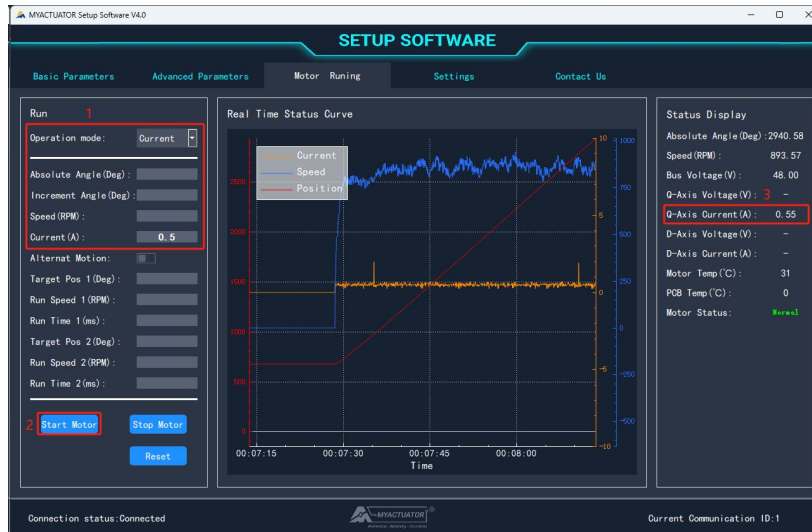 MYACTUATOR Setup Software V4.0
SETUP SOFTWARE
Basic Parameters
Advanced Parameters
Motor Runing
Settings
Contact Us
Run 1
Operation mode: Current
Absolute Angle(Deg):
Increment Angle(Deg):
Speed(RPM):
Current(A): 0.5
Alternat Motion:
Target Pos 1(Deg):
Run Speed 1(RPM):
Run Time 1(ms):
Target Pos 2(Deg):
Run Speed 2(RPM):
Run Time 2(ms):
2 Start Motor
Stop Motor
Reset
Real Time Status Curve
Current
Speed
Position
2500
2000
1500
1000
500
0
10
5
0
-5
-10
1000
750
500
250
0
-250
-500
00:07:15 00:07:30 00:07:45 00:08:00
Time
Status Display
Absolute Angle(Deg):2940.58
Speed(RPM): 893.57
Bus Voltage(V): 48.00
Q-Axis Voltage(V): 3 -
Q-Axis Current(A): 0.55
D-Axis Voltage(V): -
D-Axis Current(A): -
Motor Temp(℃): 31
PCB Temp(℃): 0
Motor Status: Normal
Connection status:Connected
MYACTUATOR
Current Communication ID:1